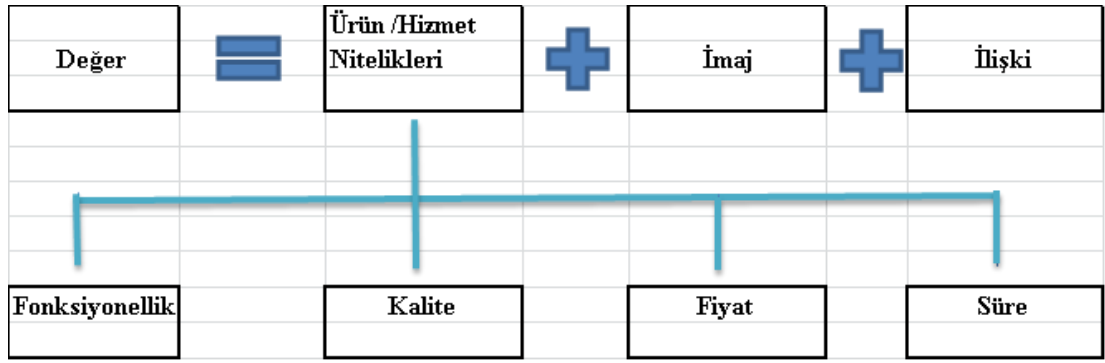 Değer
Ürün /Hizmet
Nitelikleri
İmaj
İlişki
Fonksiyonellik
Kalite
Fiyat
Süre